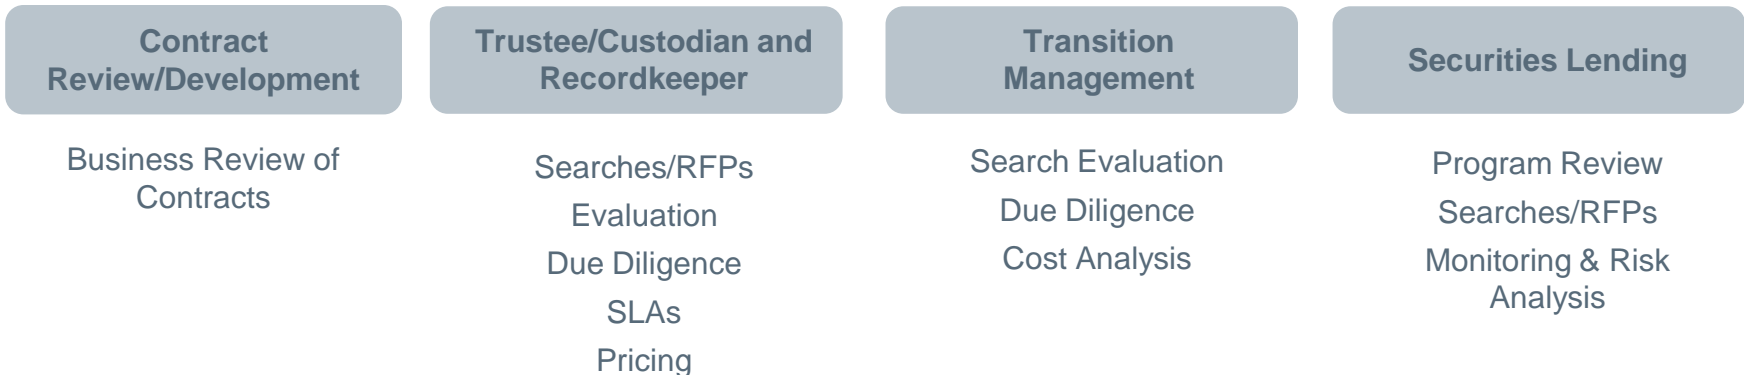 Contract
Review/Development
Business Review of
Contracts
Trustee/Custodian and
Recordkeeper
Searches/RFPs
Evaluation
Due Diligence
SLAs
Pricing
Transition
Management
Search Evaluation
Due Diligence
Cost Analysis
Securities Lending
Program Review
Searches/RFPs
Monitoring & Risk
Analysis